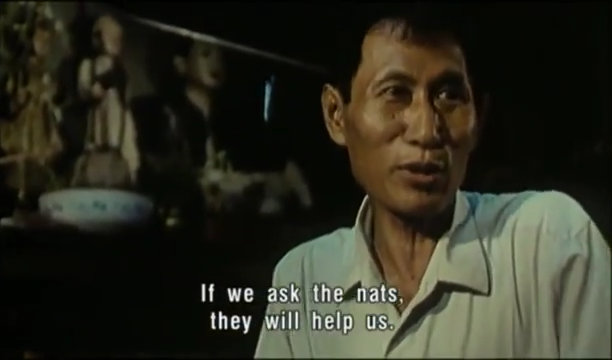 If we ask the nats,
they will help us.